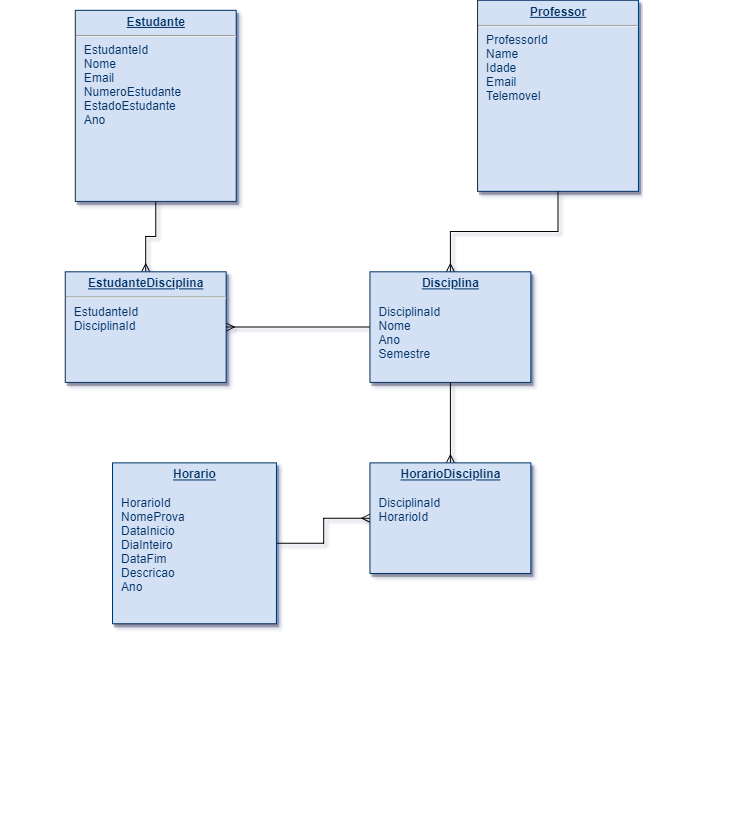 Estudante
EstudanteId
Nome
Email
NumeroEstudante
EstadoEstudante
Ano
Professor
ProfessorId
Name
Idade
Email
Telemovel
EstudanteDisciplina
EstudanteId
DisciplinaId
Disciplina
DisciplinaId
Nome
Ano
Semestre
Horario
HorarioId
NomeProva
DataInicio
DiaInteiro
DataFim
Descricao
Ano
HorarioDisciplina
DisciplinaId
HorarioId